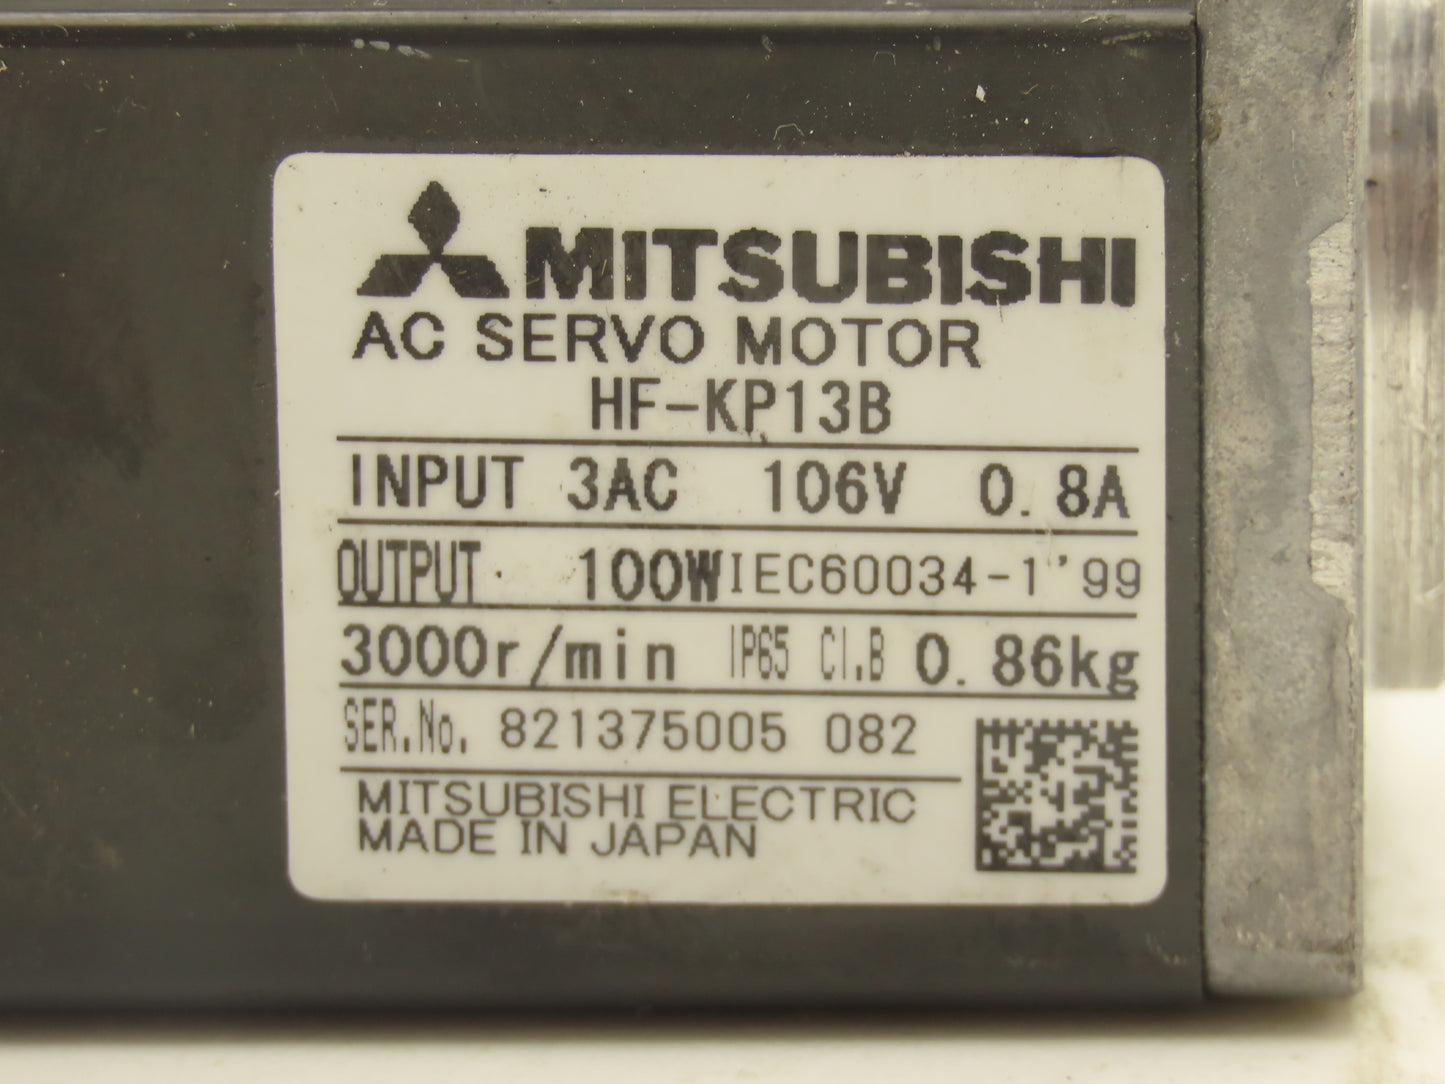 MITSUBISHI
AC SERVO MOTOR
HF-KP13B
INPUT 3AC 106V 0.8A
OUTPUT 100W IEC60034-1'99
3000r/min IP65 CI.B 0.86kg
SER.No. 821375005 082
MITSUBISHI ELECTRIC
MADE IN JAPAN